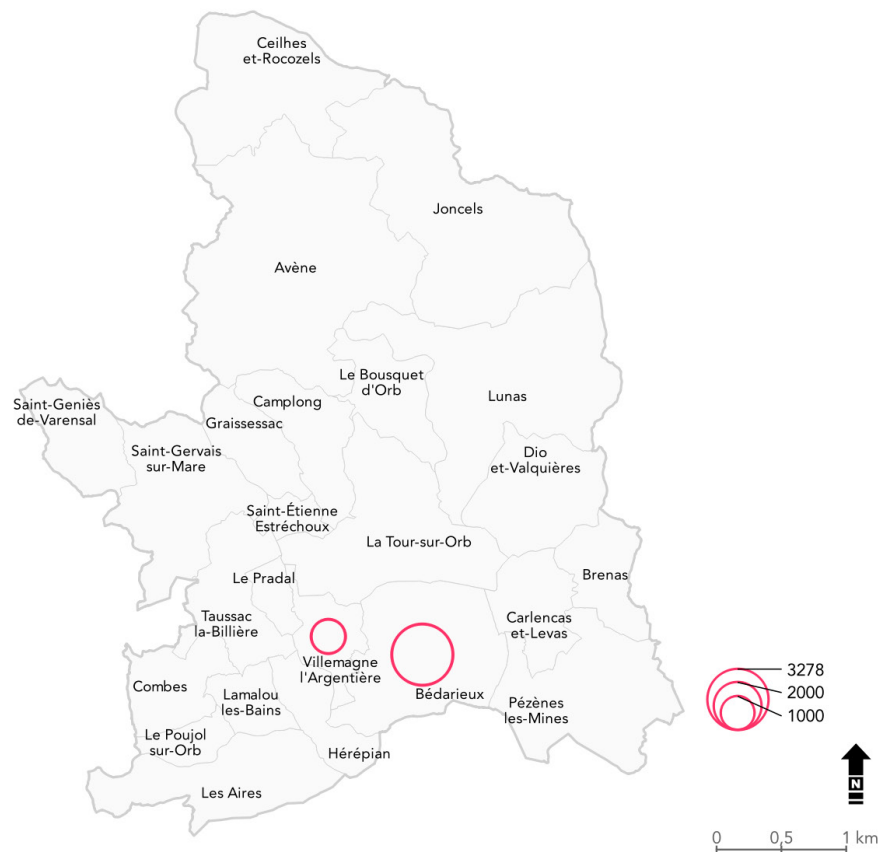 Ceilhes
et-Rocozels
Joncels
Avène
Le Bousquet
d'Orb
Lunas
Camplong
Saint-Geniès
de-Varensal
Graissessac
Saint-Gervais
sur-Mare
Dio
et-Valquières
Saint-Étienne
Estréchoux
La Tour-sur-Orb
Brenas
Le Pradal
Taussac
la-Billière
Carlencas
et-Levas
Villemagne
l'Argentière
Combes
Lamalou
les-Bains
Bédarieux
Pézènes
les-Mines
Le Poujol
sur-Orb
Hérépian
Les Aires
3278
2000
1000
N
0 0,5 1 km